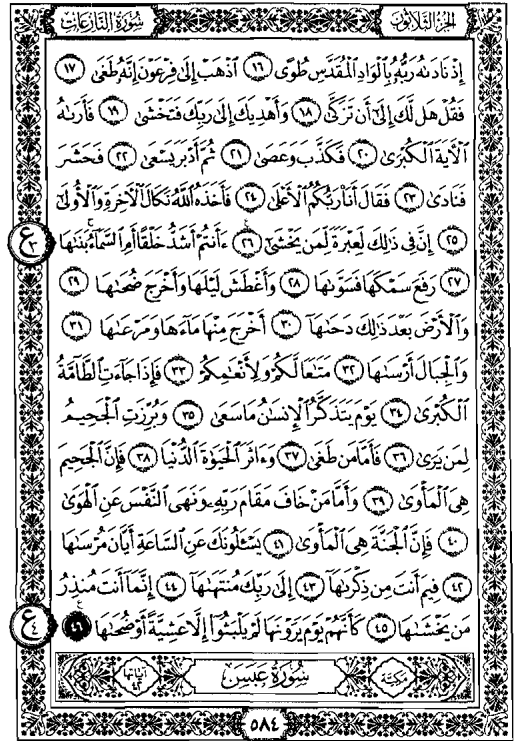 الجزء الثلاثون سورة النازعات
إِذْ نَادَىٰهُ رَبُّهُۥ بِٱلْوَادِ ٱلْمُقَدَّسِ طُوًى ١٦ ٱذْهَبْ إِلَىٰ فِرْعَوْنَ إِنَّهُۥ طَغَىٰ ١٧
فَقُلْ هَل لَّكَ إِلَىٰٓ أَن تَزَكَّىٰ ١٨ وَأَهْدِيَكَ إِلَىٰ رَبِّكَ فَتَخْشَىٰ ١٩ فَأَرَىٰهُ
ٱلْءَايَةَ ٱلْكُبْرَىٰ ٢٠ فَكَذَّبَ وَعَصَىٰ ٢١ ثُمَّ أَدْبَرَ يَسْعَىٰ ٢٢ فَحَشَرَ
فَنَادَىٰ ٢٣ فَقَالَ أَنَا۠ رَبُّكُمُ ٱلْأَعْلَىٰ ٢٤ فَأَخَذَهُ ٱللَّهُ نَكَالَ ٱلْءَاخِرَةِ وَٱلْأُولَىٰٓ
٢٥ إِنَّ فِى ذَٰلِكَ لَعِبْرَةً لِّمَن يَخْشَىٰٓ ٢٦ ءَأَنتُمْ أَشَدُّ خَلْقًا أَمِ ٱلسَّمَآءُ بَنَىٰهَا ع ٣
٢٧ رَفَعَ سَمْكَهَا فَسَوَّىٰهَا ٢٨ وَأَغْطَشَ لَيْلَهَا وَأَخْرَجَ ضُحَىٰهَا ٢٩
وَٱلْأَرْضَ بَعْدَ ذَٰلِكَ دَحَىٰهَآ ٣٠ أَخْرَجَ مِنْهَا مَآءَهَا وَمَرْعَىٰهَا ٣١
وَٱلْجِبَالَ أَرْسَىٰهَا ٣٢ مَتَٰعًا لَّكُمْ وَلِأَنْعَٰمِكُمْ ٣٣ فَإِذَا جَآءَتِ ٱلطَّآمَّةُ
ٱلْكُبْرَىٰ ٣٤ يَوْمَ يَتَذَكَّرُ ٱلْإِنسَٰنُ مَا سَعَىٰ ٣٥ وَبُرِّزَتِ ٱلْجَحِيمُ
لِمَن يَرَىٰ ٣٦ فَأَمَّا مَن طَغَىٰ ٣٧ وَءَاثَرَ ٱلْحَيَوٰةَ ٱلدُّنْيَا ٣٨ فَإِنَّ ٱلْجَحِيمَ
هِىَ ٱلْمَأْوَىٰ ٣٩ وَأَمَّا مَنْ خَافَ مَقَامَ رَبِّهِۦ وَنَهَى ٱلنَّفْسَ عَنِ ٱلْهَوَىٰ
٤٠ فَإِنَّ ٱلْجَنَّةَ هِىَ ٱلْمَأْوَىٰ ٤١ يَسْـَٔلُونَكَ عَنِ ٱلسَّاعَةِ أَيَّانَ مُرْسَىٰهَا
٤٢ فِيمَ أَنتَ مِن ذِكْرَىٰهَآ ٤٣ إِلَىٰ رَبِّكَ مُنتَهَىٰهَآ ٤٤ إِنَّمَآ أَنتَ مُنذِرُ
مَن يَخْشَىٰهَا ٤٥ كَأَنَّهُمْ يَوْمَ يَرَوْنَهَا لَمْ يَلْبَثُوٓا۟ إِلَّا عَشِيَّةً أَوْ ضُحَىٰهَا ٤٦ ع ٤
مكية سُورَةُ عَبَسَ آياتها ٤٢
٥٨٤